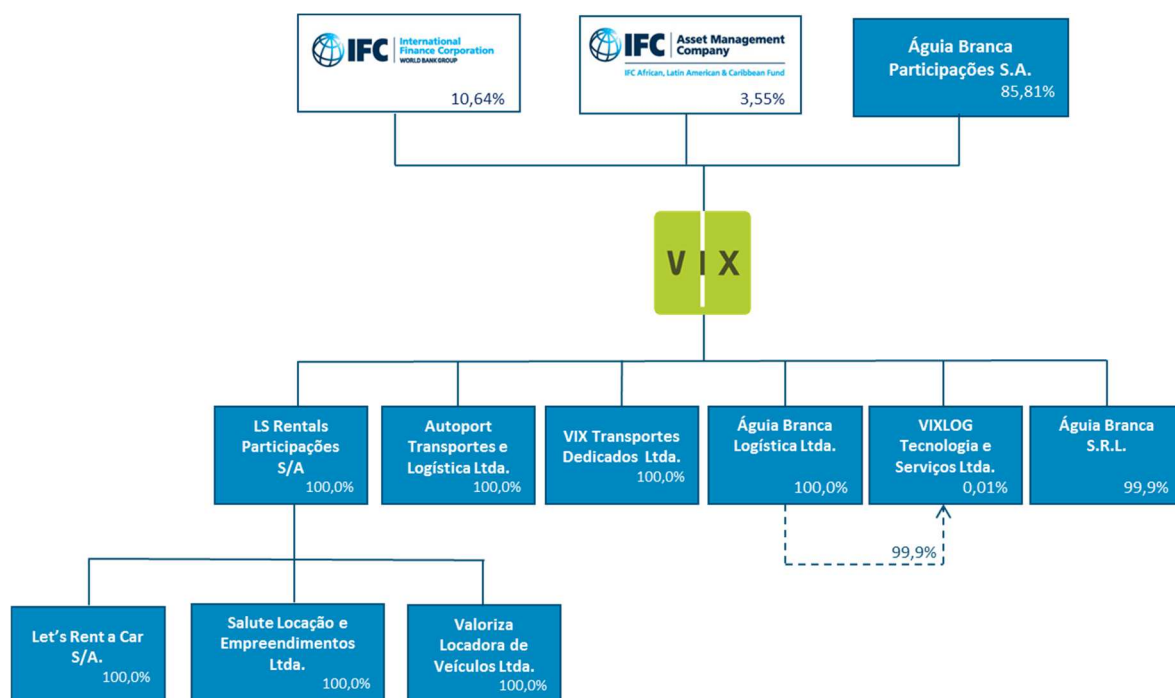 IFC
International
Finance Corporation
WORLD BANK GROUP
10,64%
IFC
Asset Management
Company
IFC African, Latin American & Caribbean Fund
3,55%
Águia Branca
Participações S.A.
85,81%
VIX
LS Rentals
Participações
S/A
100,0%
Autoport
Transportes e
Logística Ltda.
100,0%
VIX Transportes
Dedicados Ltda.
100,0%
Águia Branca
Logística Ltda.
100,0%
VIXLOG
Tecnologia e
Serviços Ltda.
0,01%
Águia Branca
S.R.L.
99,9%
99,9%
Let's Rent a Car
S/A.
100,0%
Salute Locação e
Empreendimentos
Ltda.
100,0%
Valoriza
Locadora de
Veículos Ltda.
100,0%